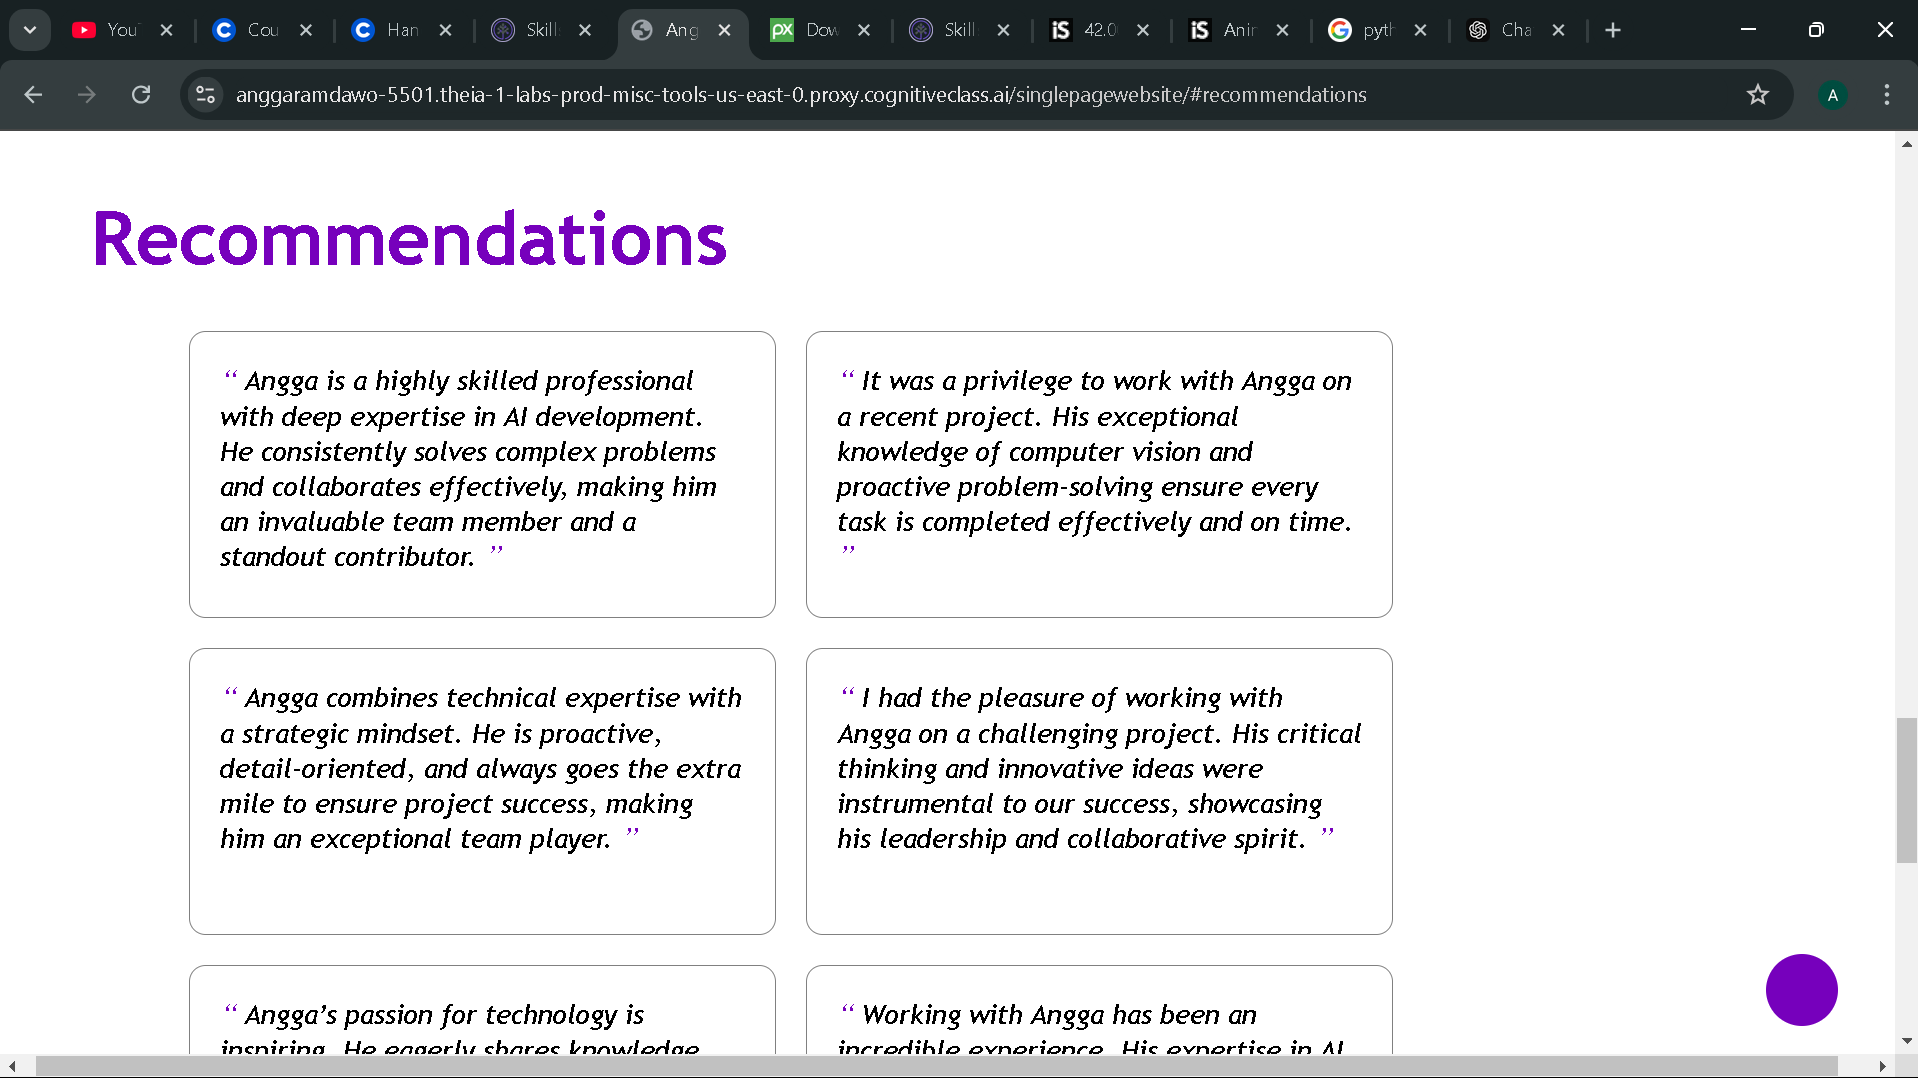 You
Cou
Han
Skill
Ang
Dow
Skill
42.0
Anir
pyth
Cha
anggaramdawo-5501.theia-1-labs-prod-misc-tools-us-east-0.proxy.cognitiveclass.ai/singlepagewebsite/#recommendations
A
Recommendations
“ Angga is a highly skilled professional
with deep expertise in AI development.
He consistently solves complex problems
and collaborates effectively, making him
an invaluable team member and a
standout contributor. ”
“ It was a privilege to work with Angga on
a recent project. His exceptional
knowledge of computer vision and
proactive problem-solving ensure every
task is completed effectively and on time.
”
“ Angga combines technical expertise with
a strategic mindset. He is proactive,
detail-oriented, and always goes the extra
mile to ensure project success, making
him an exceptional team player. ”
“ I had the pleasure of working with
Angga on a challenging project. His critical
thinking and innovative ideas were
instrumental to our success, showcasing
his leadership and collaborative spirit. ”
“ Angga’s passion for technology is
inspiring. He eagerly shares knowledge
“ Working with Angga has been an
incredible experience. His expertise in AI